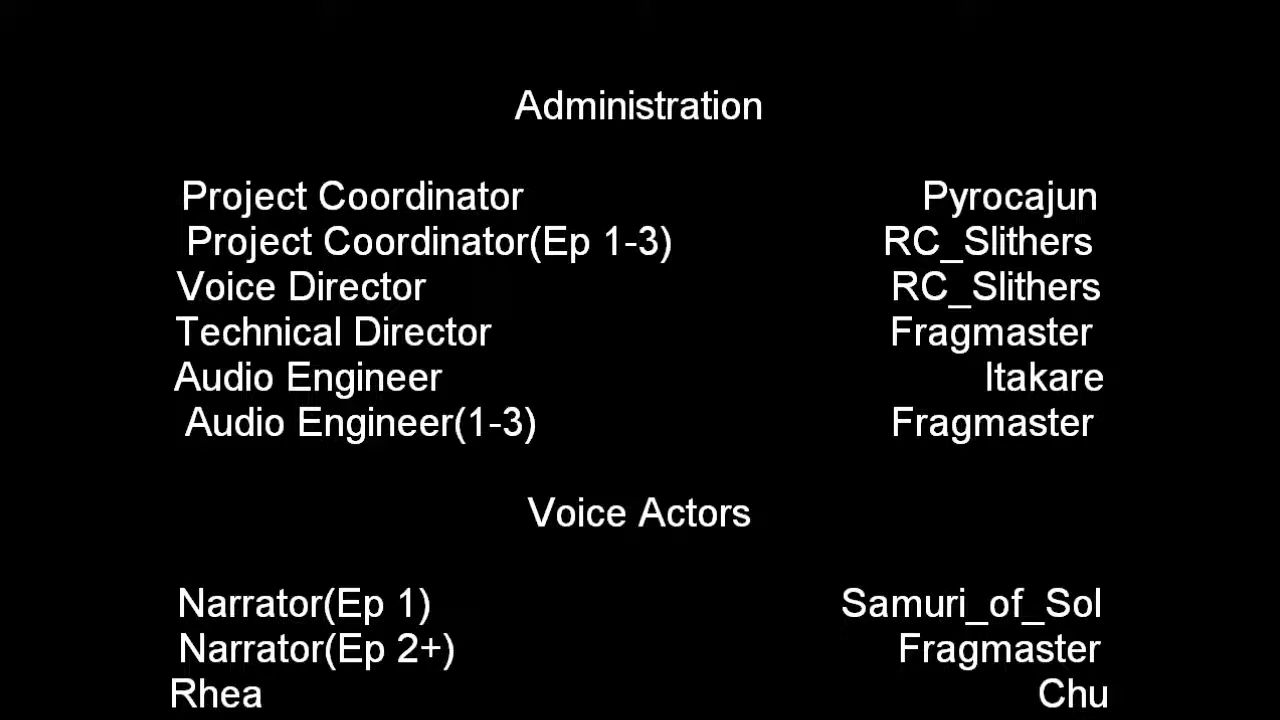 Administration
Project Coordinator Pyrocajun
Project Coordinator(Ep 1-3) RC_Slithers
Voice Director RC_Slithers
Technical Director Fragmaster
Audio Engineer Itakare
Audio Engineer(1-3) Fragmaster
Voice Actors
Narrator(Ep 1) Samuri_of_Sol
Narrator(Ep 2+) Fragmaster
Rhea Chu